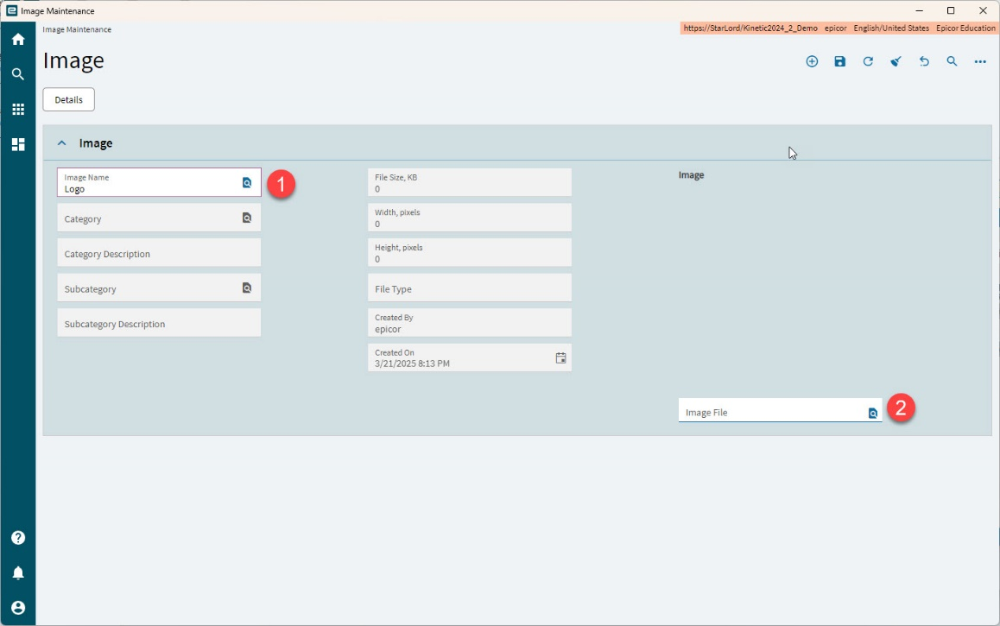 Image Maintenance
Image Maintenance
https://StarLord/Kinetic2024_2_Demo epicor English/United States Epicor Education
Image
Details
Image
Image Name
Logo
1
Category
Category Description
Subcategory
Subcategory Description
File Size, KB
0
Width, pixels
0
Height, pixels
0
File Type
Created By
epicor
Created On
3/21/2025 8:13 PM
Image
Image File
2